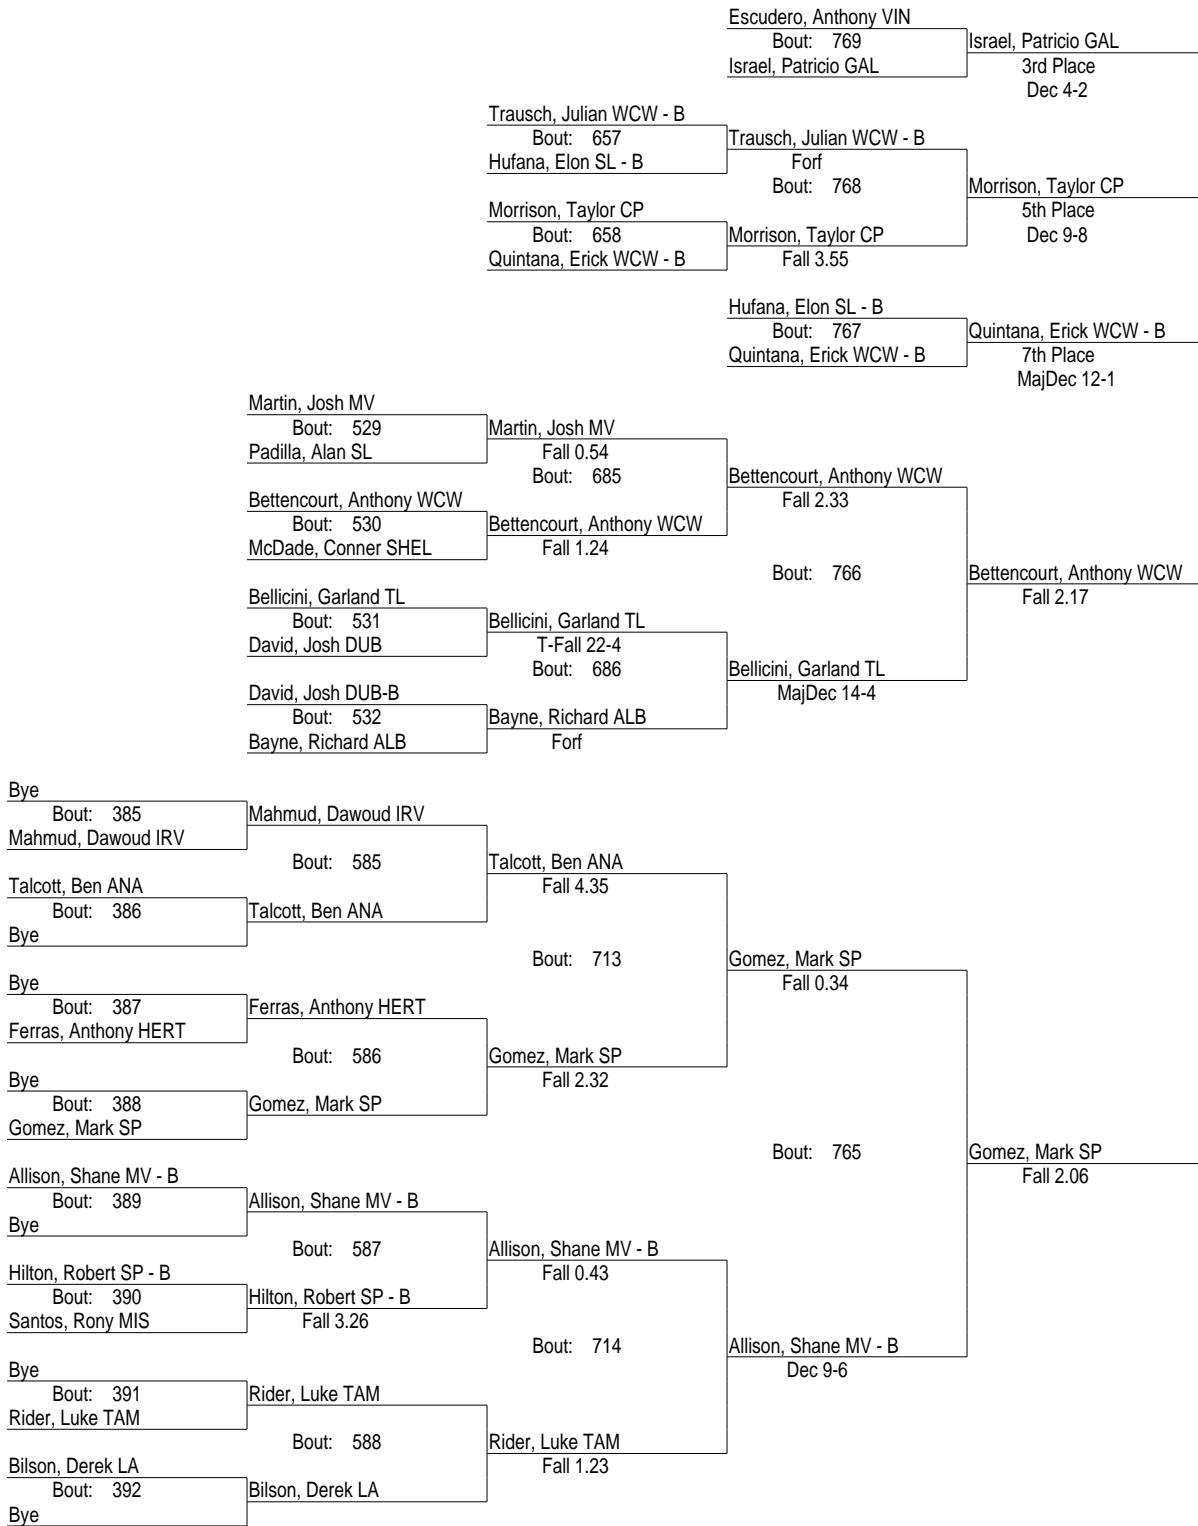 Escudero, Anthony VIN
Bout: 769
Israel, Patricio GAL
Israel, Patricio GAL
3rd Place
Dec 4-2
Trausch, Julian WCW - B
Bout: 657
Hufana, Elon SL - B
Trausch, Julian WCW - B
Forf
Bout: 768
Morrison, Taylor CP
5th Place
Dec 9-8
Morrison, Taylor CP
Bout: 658
Quintana, Erick WCW - B
Morrison, Taylor CP
Fall 3.55
Hufana, Elon SL - B
Bout: 767
Quintana, Erick WCW - B
Quintana, Erick WCW - B
7th Place
MajDec 12-1
Martin, Josh MV
Bout: 529
Padilla, Alan SL
Martin, Josh MV
Fall 0.54
Bout: 685
Bettencourt, Anthony WCW
Fall 2.33
Bettencourt, Anthony WCW
Bout: 530
McDade, Conner SHEL
Bettencourt, Anthony WCW
Fall 1.24
Bout: 766
Bettencourt, Anthony WCW
Fall 2.17
Bellicini, Garland TL
Bout: 531
David, Josh DUB
Bellicini, Garland TL
T-Fall 22-4
Bout: 686
Bellicini, Garland TL
MajDec 14-4
David, Josh DUB-B
Bout: 532
Bayne, Richard ALB
Bayne, Richard ALB
Forf
Bye
Bout: 385
Mahmud, Dawoud IRV
Mahmud, Dawoud IRV
Bout: 585
Talcott, Ben ANA
Fall 4.35
Talcott, Ben ANA
Bout: 386
Bye
Talcott, Ben ANA
Bout: 713
Gomez, Mark SP
Fall 0.34
Bye
Bout: 387
Ferras, Anthony HERT
Ferras, Anthony HERT
Bout: 586
Gomez, Mark SP
Fall 2.32
Bye
Bout: 388
Gomez, Mark SP
Gomez, Mark SP
Bout: 765
Gomez, Mark SP
Fall 2.06
Allison, Shane MV - B
Bout: 389
Bye
Allison, Shane MV - B
Bout: 587
Allison, Shane MV - B
Fall 0.43
Hilton, Robert SP - B
Bout: 390
Santos, Rony MIS
Hilton, Robert SP - B
Fall 3.26
Bout: 714
Allison, Shane MV - B
Dec 9-6
Bye
Bout: 391
Rider, Luke TAM
Rider, Luke TAM
Bout: 588
Rider, Luke TAM
Fall 1.23
Bilson, Derek LA
Bout: 392
Bye
Bilson, Derek LA